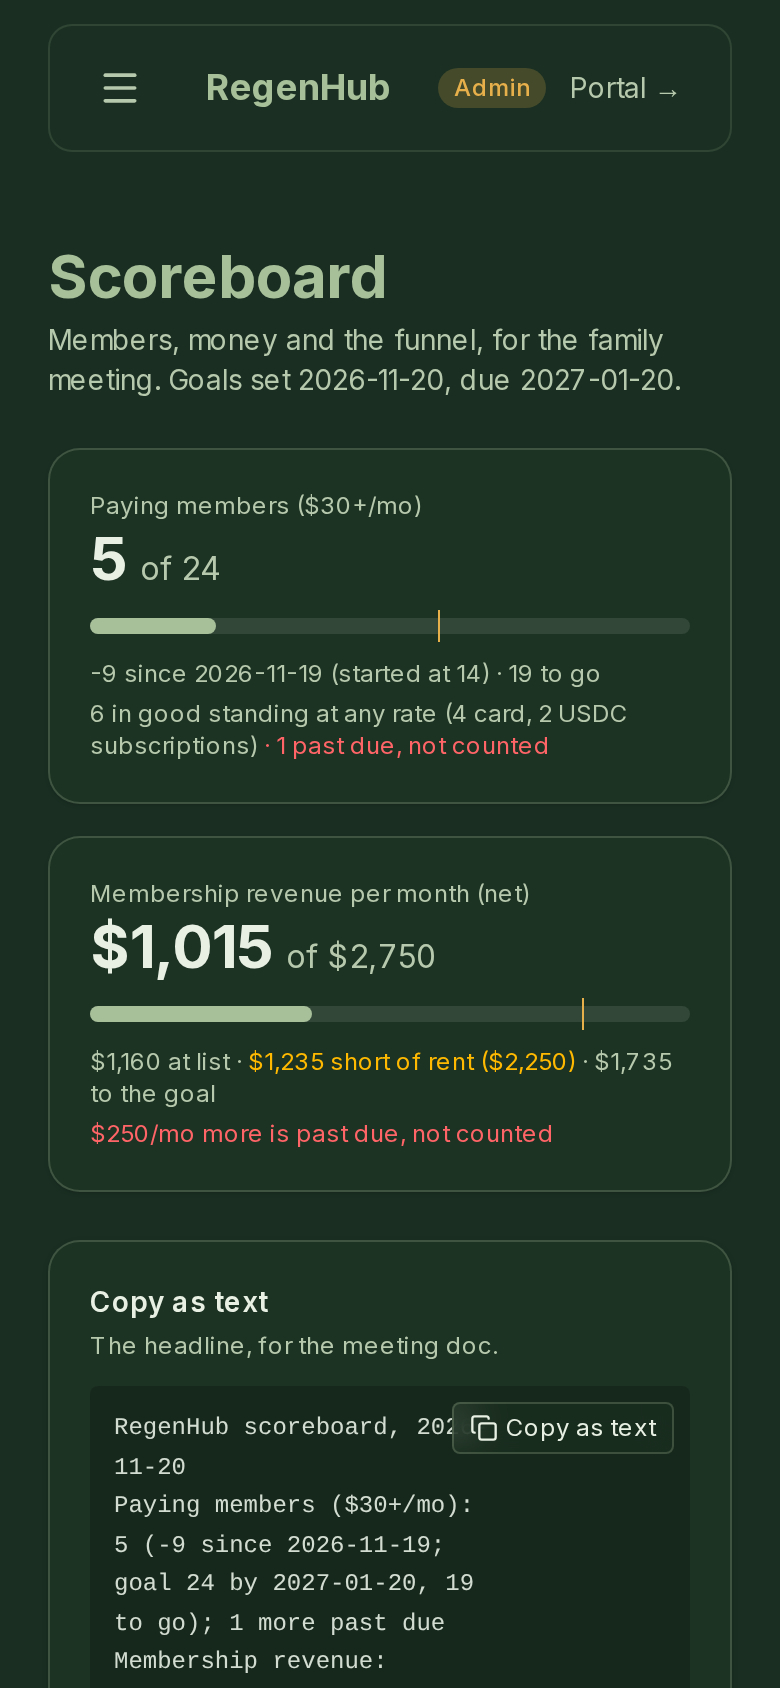 RegenHub
Admin
Portal →
Scoreboard
Members, money and the funnel, for the family
meeting. Goals set 2026-11-20, due 2027-01-20.
Paying members ($30+/mo)
5 of 24
-9 since 2026-11-19 (started at 14) · 19 to go
6 in good standing at any rate (4 card, 2 USDC
subscriptions) · 1 past due, not counted
Membership revenue per month (net)
$1,015 of $2,750
$1,160 at list · $1,235 short of rent ($2,250) · $1,735
to the goal
$250/mo more is past due, not counted
Copy as text
The headline, for the meeting doc.
RegenHub scoreboard,
Copy as text
11-20
Paying members ($30+/mo):
5 (-9 since 2026-11-19;
goal 24 by 2027-01-20, 19
to go); 1 more past due
Membership revenue: